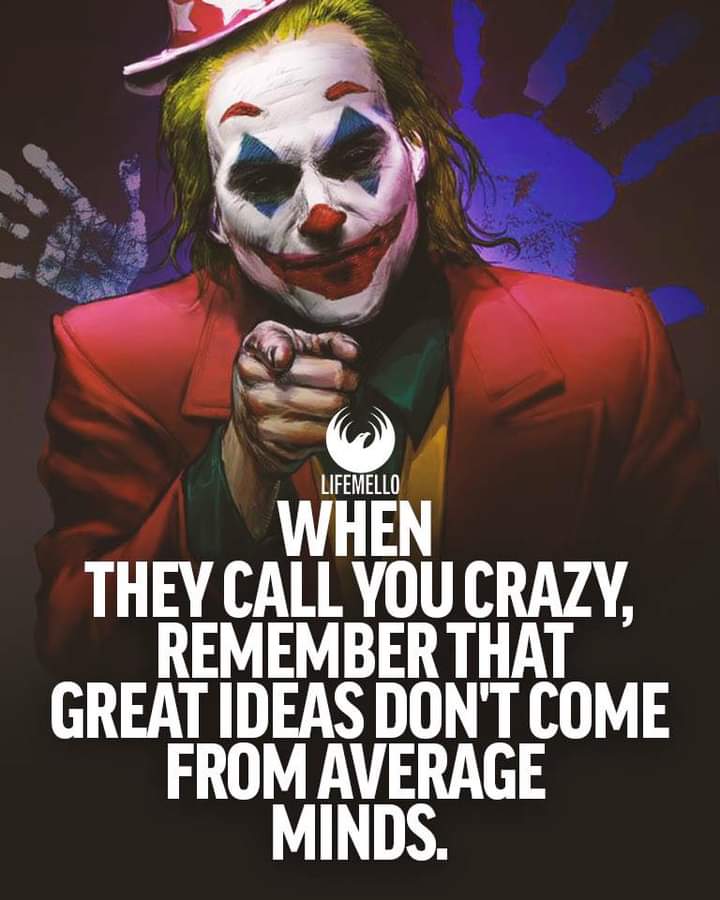 LIFEMELLO
WHEN
THEY CALL YOU CRAZY,
REMEMBER THAT
GREAT IDEAS DON'T COME
FROM AVERAGE
MINDS.